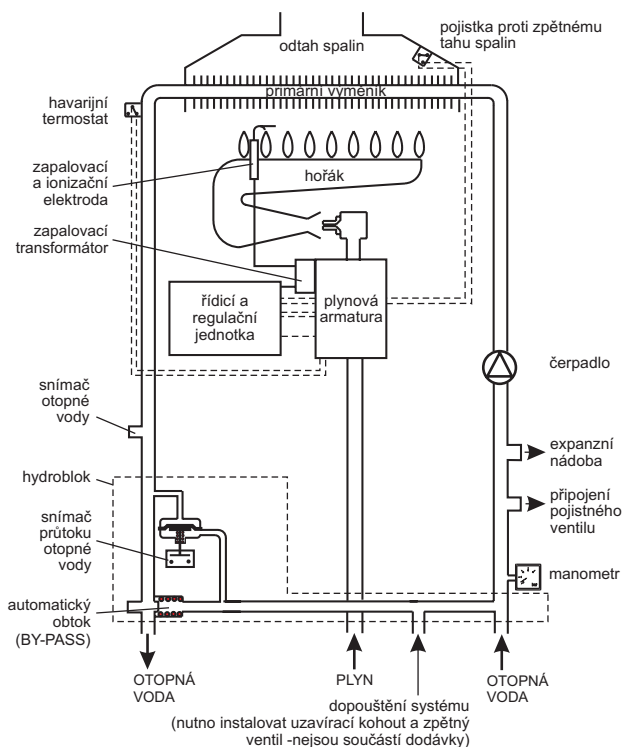 pojistka proti zpětnému
tahu spalin
odtah spalin
primární výměník
havarijní
termostat
zapalovací
a ionizační
elektroda
hořák
zapalovací
transformátor
řídicí a
regulační
jednotka
plynová
armatura
čerpadlo
snímač
otopné
vody
expanzní
nádoba
hydroblok
připojení
pojistného
ventilu
snímač
průtoku
otopné
vody
manometr
automatický
obtok
(BY-PASS)
OTOPNÁ
VODA
PLYN
OTOPNÁ
VODA
dopouštění systému
(nutno instalovat uzavírací kohout a zpětný
ventil -nejsou součástí dodávky)